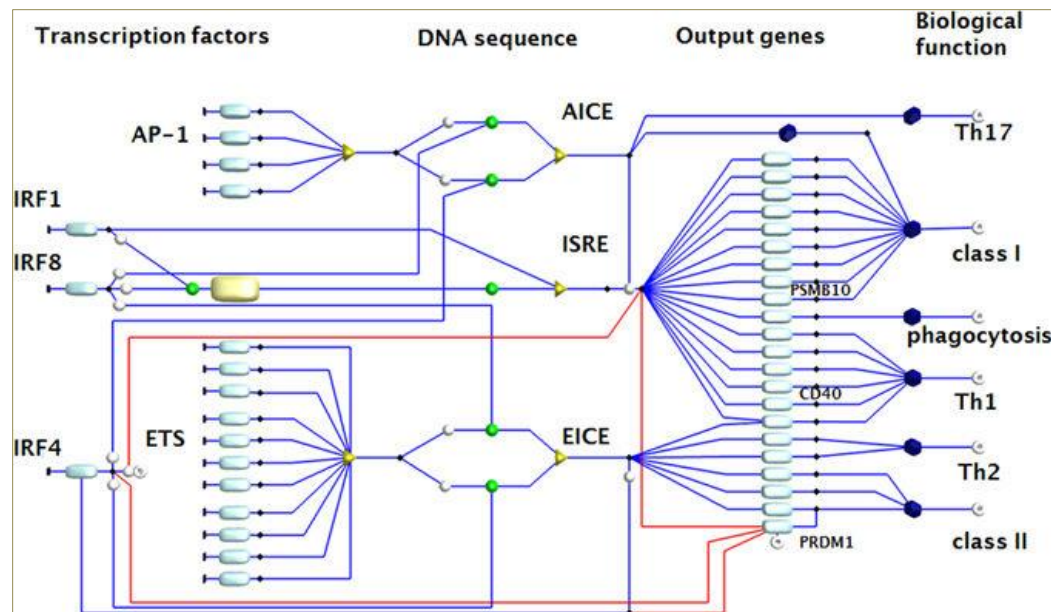 Transcription factors
DNA sequence
Output genes
Biological
function
AP-1
AICE
Th17
IRF1
ISRE
class I
IRF8
PSMB10
phagocytosis
CD40
Th1
IRF4
ETS
EICE
Th2
PRDM1
class II